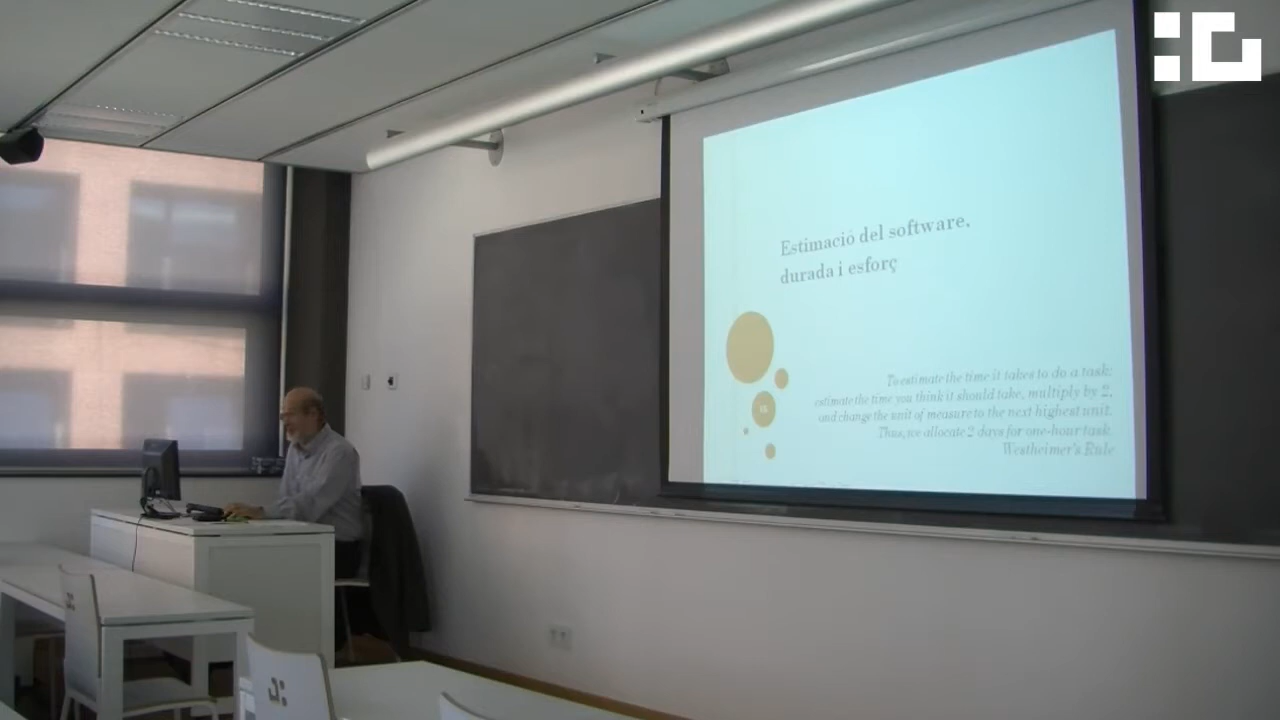 Estimació del software.
durada i esforç
To estimate the time it takes to do a task:
estimate the time you think it should take, multiply by 2,
and change the unit of measure to the next highest unit.
Thus, we allocate 2 days for one-hour task.
Westheimer's Rule